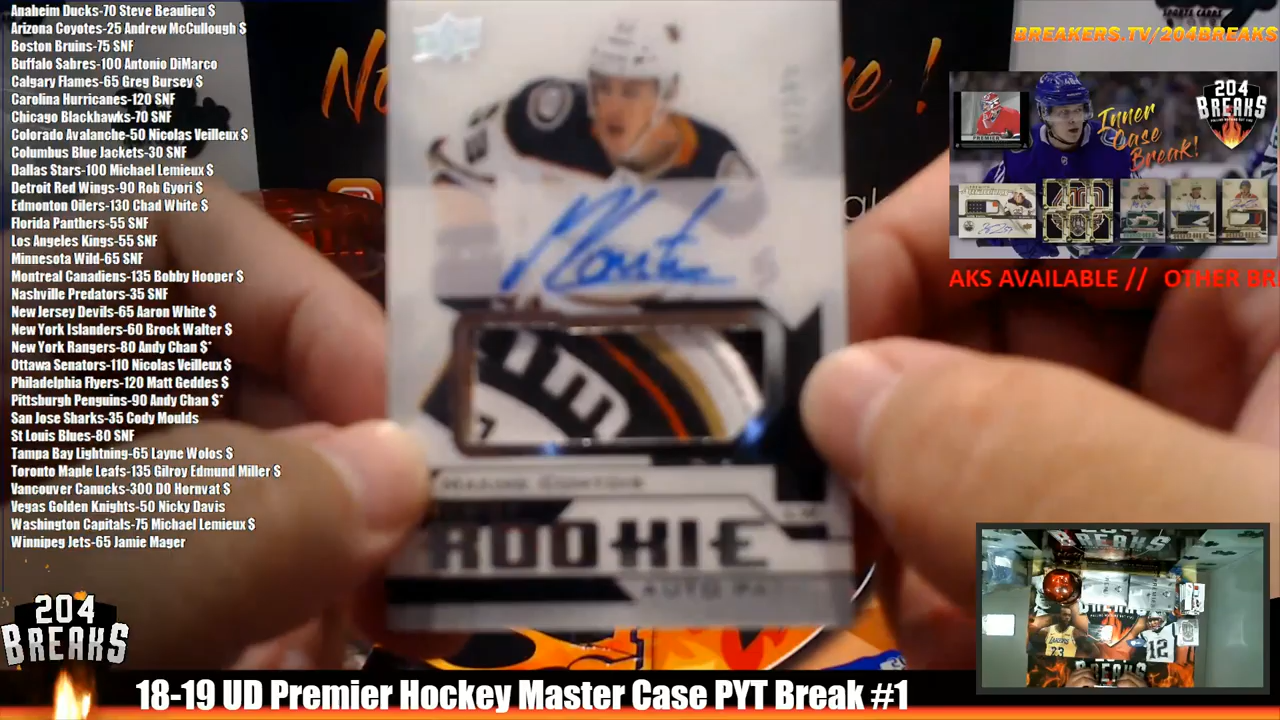 Anaheim Ducks-70 Steve Beaulieu $
Arizona Coyotes-25 Andrew McCullough $
Boston Bruins-75 SNF
Buffalo Sabres-100 Antonio DiMarco
Calgary Flames-65 Greg Bursey $
Carolina Hurricanes-120 SNF
Chicago Blackhawks-70 SNF
Colorado Avalanche-50 Nicolas Veilleux $
Columbus Blue Jackets-30 SNF
Dallas Stars-100 Michael Lemieux $
Detroit Red Wings-90 Rob Gyori $
Edmonton Oilers-130 Chad White $
Florida Panthers-55 SNF
Los Angeles Kings-55 SNF
Minnesota Wild-65 SNF
Montreal Canadiens-135 Bobby Hooper $
Nashville Predators-35 SNF
New Jersey Devils-65 Aaron White $
New York Islanders-60 Brock Walter $
New York Rangers-80 Andy Chan $*
Ottawa Senators-110 Nicolas Veilleux $
Philadelphia Flyers-120 Matt Geddes $
Pittsburgh Penguins-90 Andy Chan $*
San Jose Sharks-35 Cody Moulds
St Louis Blues-80 SNF
Tampa Bay Lightning-65 Layne Wolos $
Toronto Maple Leafs-135 Gilroy Edmund Miller $
Vancouver Canucks-300 DO Horvat $
Vegas Golden Knights-50 Nicky Davis
Washington Capitals-75 Michael Lemieux $
Winnipeg Jets-65 Jamie Mager
204
BREAKS
MAXIME COMTOIS
ROOKIE
AUTO PA
BREAKERS.TV/204BREAKS
Inner
Case
Break!
204
BREAKS
PREMIER
AKS AVAILABLE // OTHER BR
BREAKS
LAKERS
23
12
18-19 UD Premier Hockey Master Case PYT Break #1